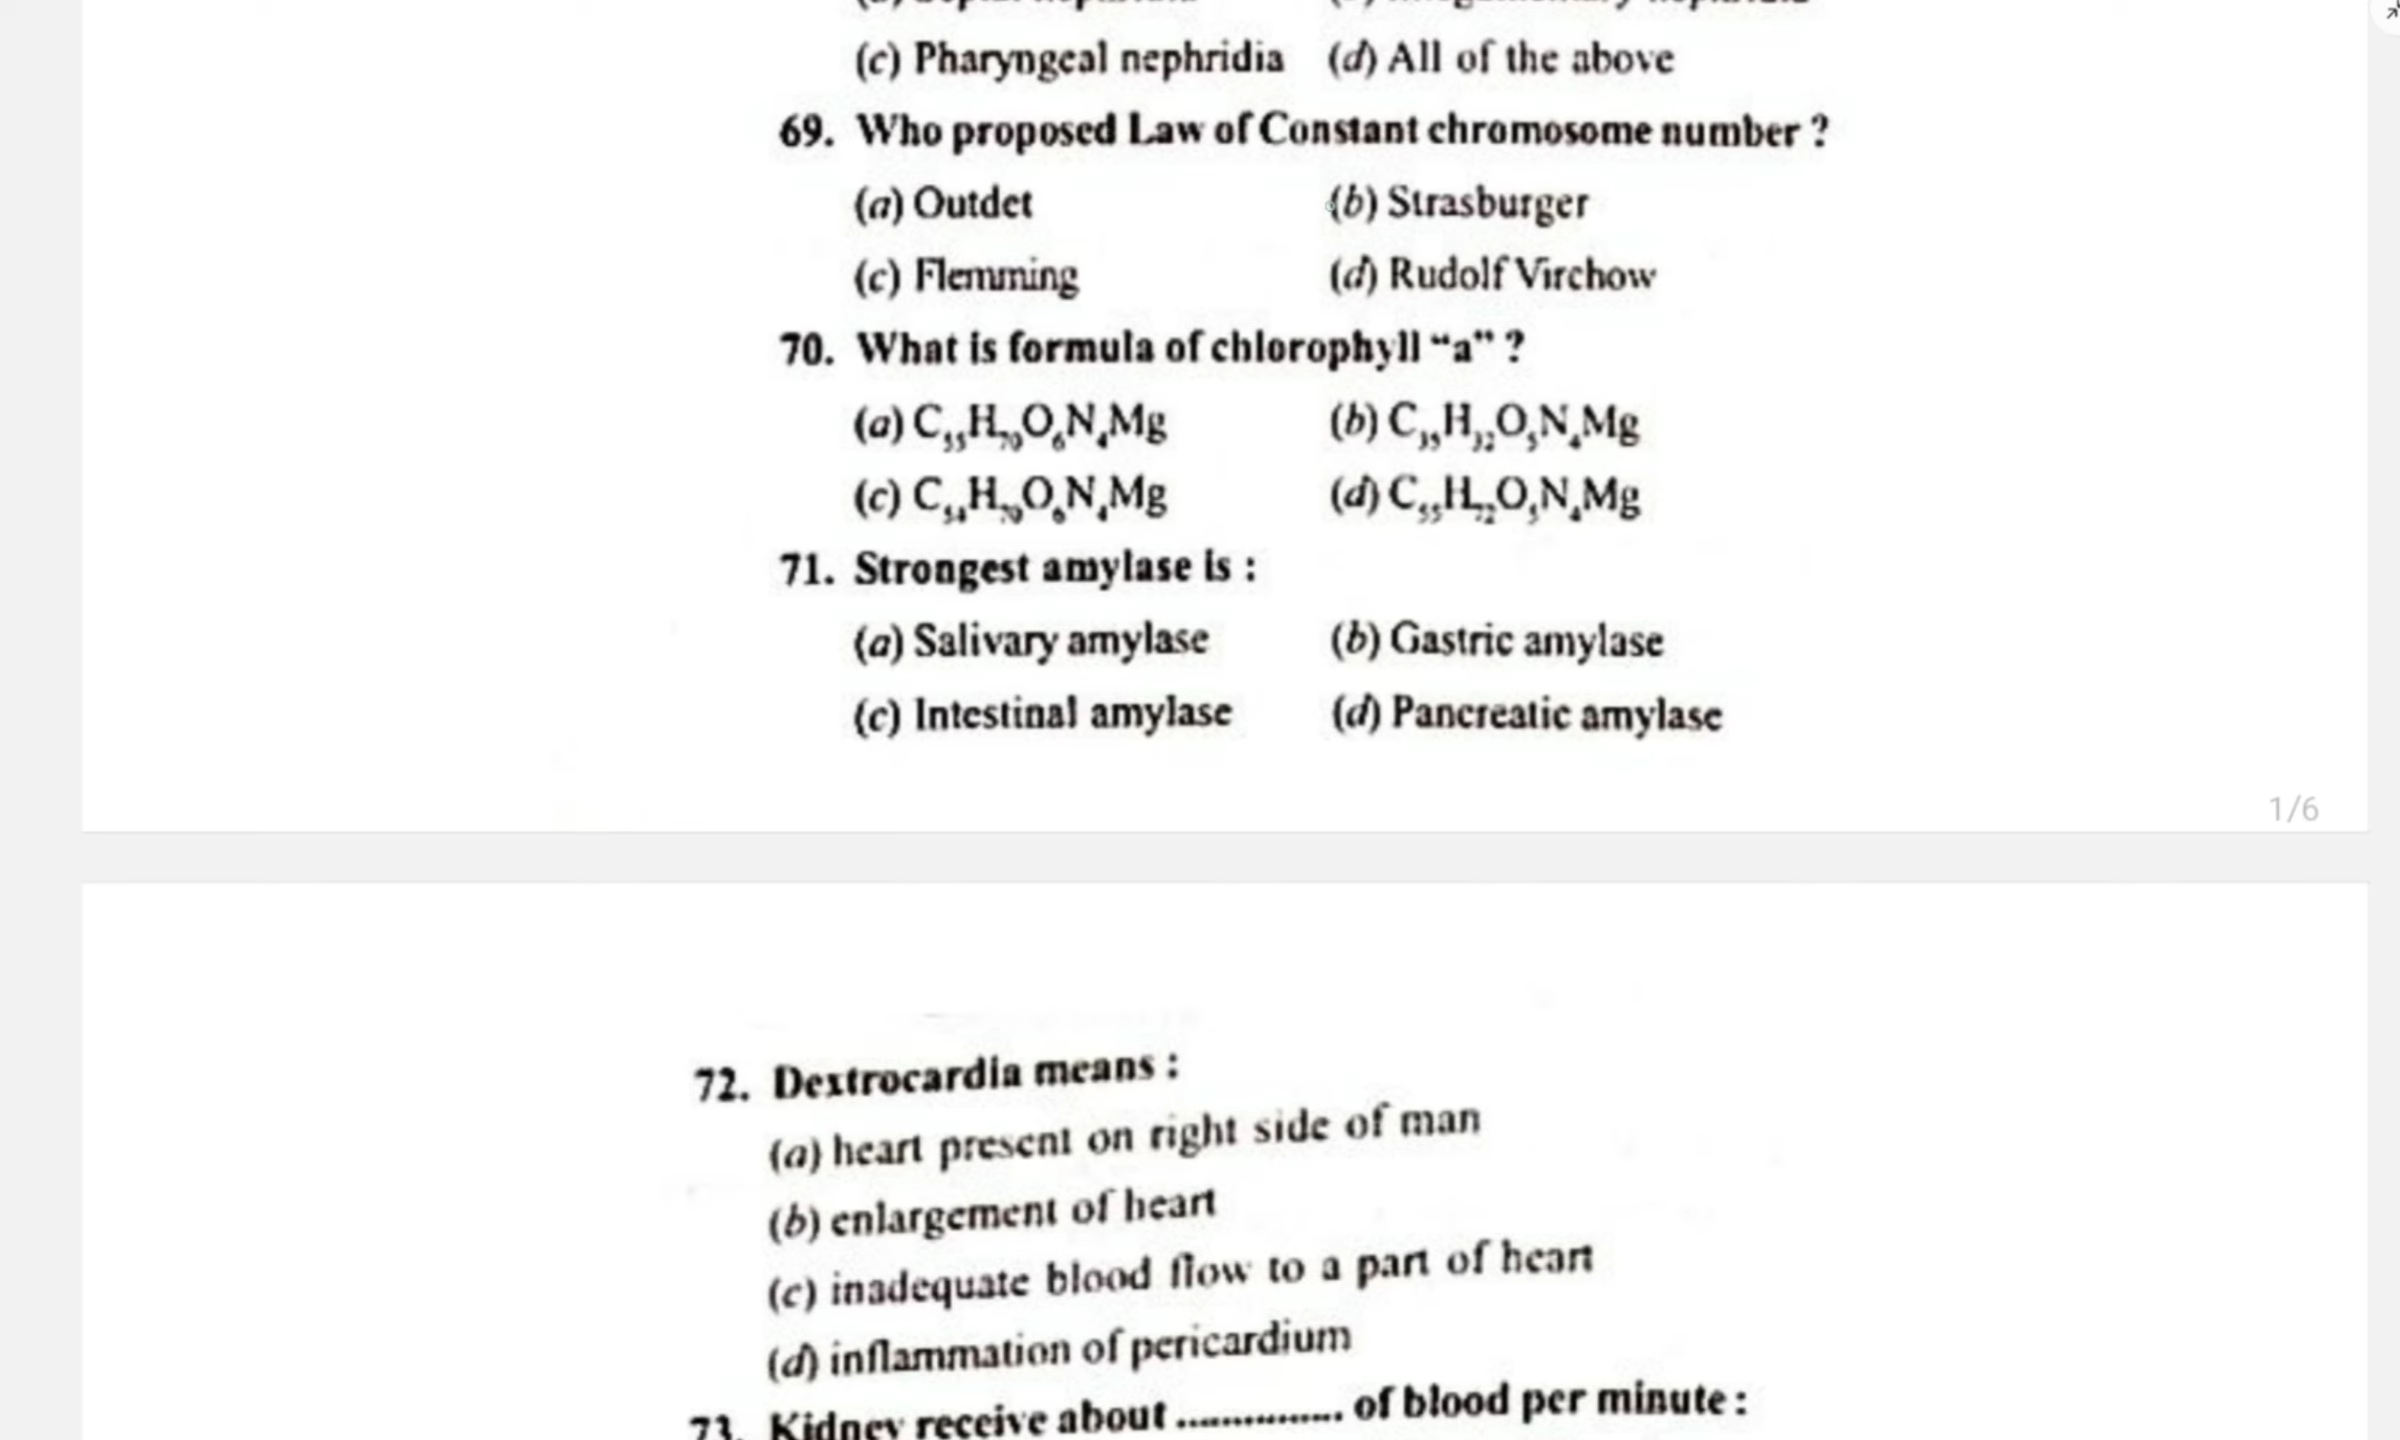 (c) Pharyngeal nephridia (d) All of the above
69. Who proposed Law of Constant chromosome number ?
(a) Outdet (b) Strasburger
(c) Flemming (d) Rudolf Virchow
70. What is formula of chlorophyll “a” ?
(a) C₅₅H₇₀O₆N₄Mg (b) C₃₅H₃₂O₅N₄Mg
(c) C₅₄H₇₀O₆N₄Mg (d) C₅₅H₇₂O₅N₄Mg
71. Strongest amylase is :
(a) Salivary amylase (b) Gastric amylase
(c) Intestinal amylase (d) Pancreatic amylase
1/6
72. Dextrocardia means :
(a) heart present on right side of man
(b) enlargement of heart
(c) inadequate blood flow to a part of heart
(d) inflammation of pericardium
73. Kidney receive about ............... of blood per minute :